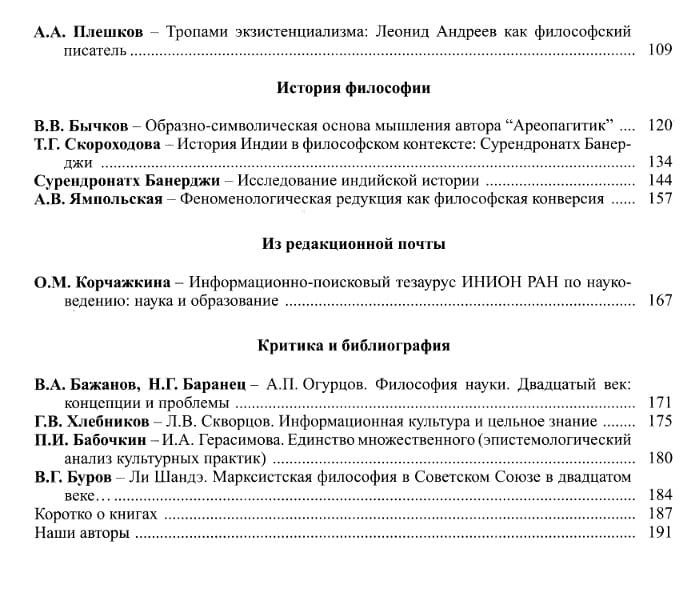 А.А. Плешков – Тропами экзистенциализма: Леонид Андреев как философский
писатель ..... 109
История философии
В.В. Бычков – Образно-символическая основа мышления автора “Ареопагитик” .... 120
Т.Г. Скороходова – История Индии в философском контексте: Сурендронатх Банер-
джи ..... 134
Сурендронатх Банерджи – Исследование индийской истории ..... 144
А.В. Ямпольская – Феноменологическая редукция как философская конверсия ...... 157
Из редакционной почты
О.М. Корчажкина – Информационно-поисковый тезаурус ИНИОН РАН по науко-
ведению: наука и образование ..... 167
Критика и библиография
В.А. Бажанов, Н.Г. Баранец – А.П. Огурцов. Философия науки. Двадцатый век:
концепции и проблемы ..... 171
Г.В. Хлебников – Л.В. Скворцов. Информационная культура и цельное знание ....... 175
П.И. Бабочкин – И.А. Герасимова. Единство множественного (эпистемологический
анализ культурных практик) ..... 180
В.Г. Буров – Ли Шандэ. Марксистская философия в Советском Союзе в двадцатом
веке… ..... 184
Коротко о книгах ..... 187
Наши авторы ..... 191